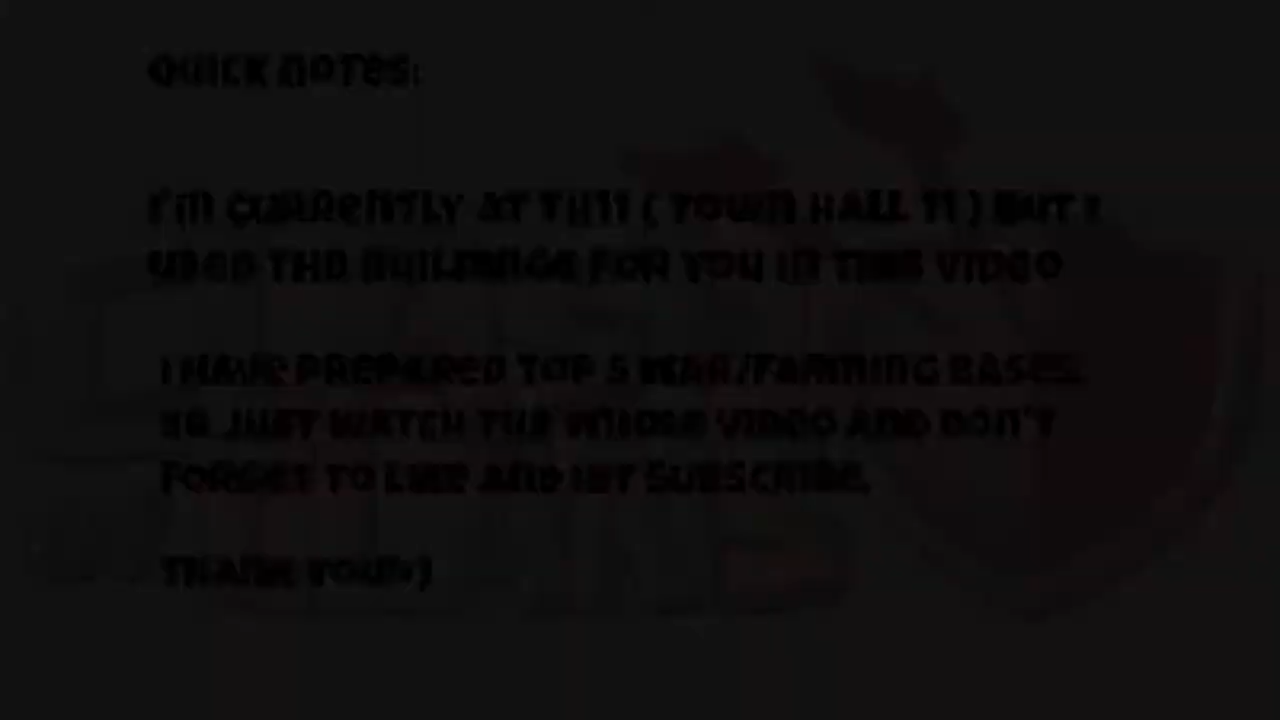 QUICK NOTES:
I'M CURRENTLY AT TH11 ( TOWN HALL 11 ) BUT I
USED THE BUILDINGS FOR YOU IN THIS VIDEO
I HAVE PREPARED TOP 5 WAR/FARMING BASES.
SO JUST WATCH THE WHOLE VIDEO AND DON'T
FORGET TO LIKE AND HIT SUBSCRIBE.
THANK YOU=)